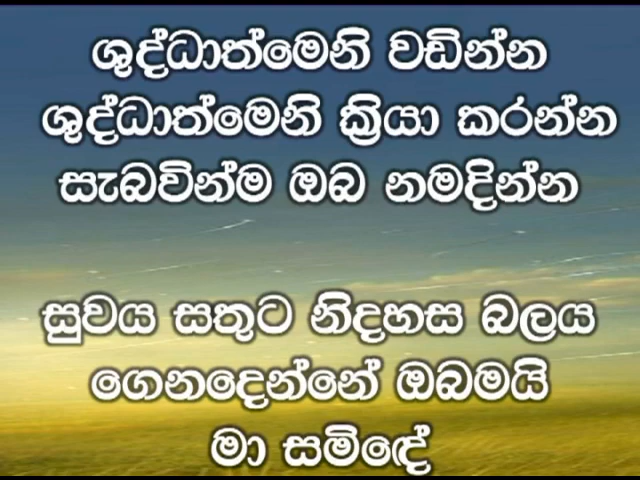 ශුද්ධාත්මෙනි වඩින්න
ශුද්ධාත්මෙනි ක්‍රියා කරන්න
සැබවින්ම ඔබ නමදින්න
සුවය සතුට නිදහස බලය
ගෙනදෙන්නේ ඔබමයි
මා සමිඳේ